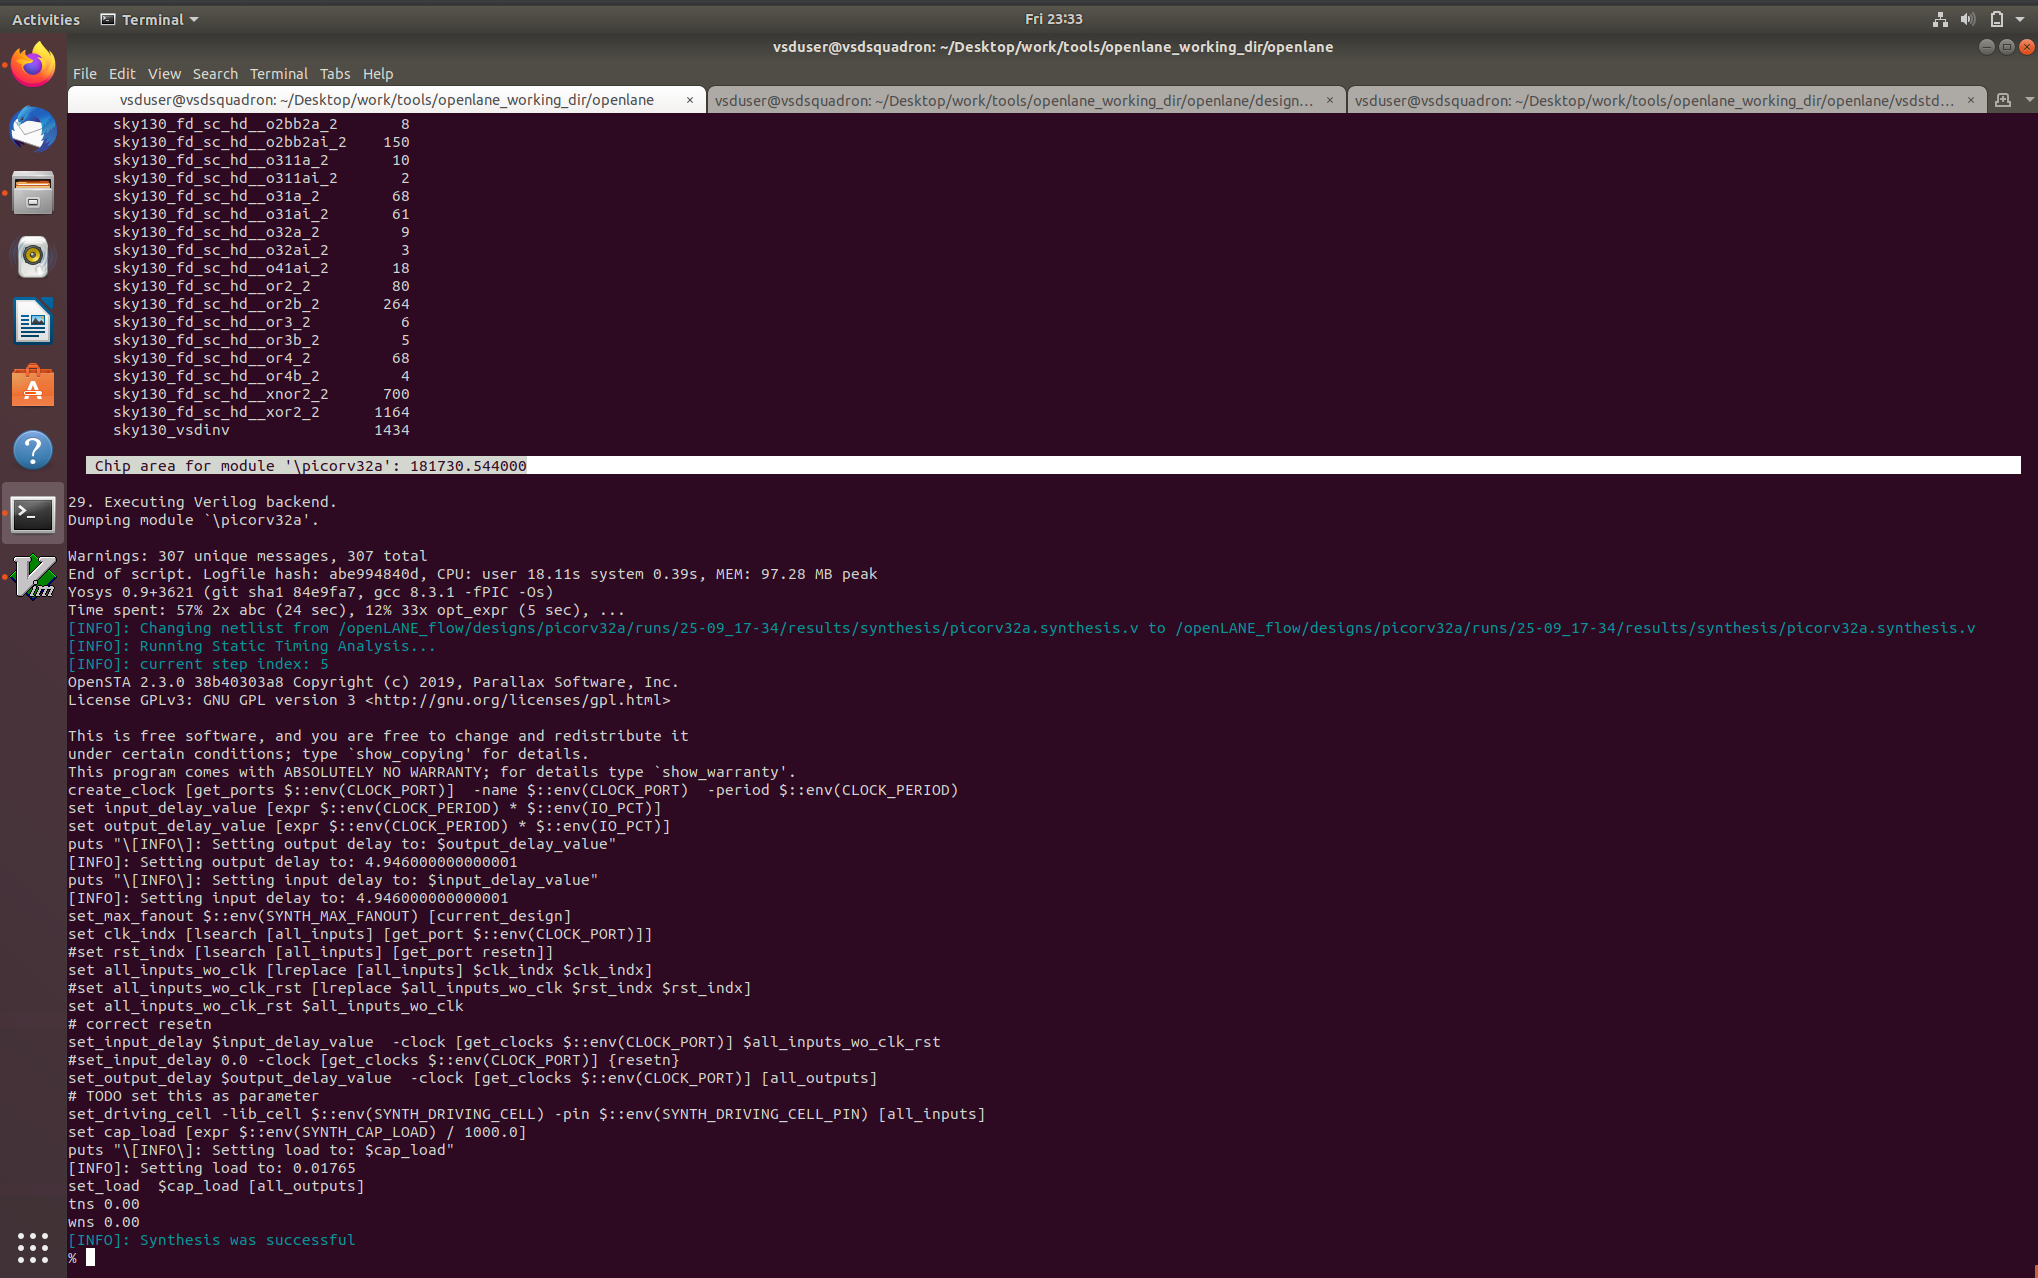 Activities Terminal Fri 23:33
vsduser@vsdsquadron: ~/Desktop/work/tools/openlane_working_dir/openlane
File Edit View Search Terminal Tabs Help
vsduser@vsdsquadron: ~/Desktop/work/tools/openlane_working_dir/openlane × vsduser@vsdsquadron: ~/Desktop/work/tools/openlane_working_dir/openlane/design... × vsduser@vsdsquadron: ~/Desktop/work/tools/openlane_working_dir/openlane/vsdstd... ×
sky130_fd_sc_hd__o2bb2a_2 8
sky130_fd_sc_hd__o2bb2ai_2 150
sky130_fd_sc_hd__o311a_2 10
sky130_fd_sc_hd__o311ai_2 2
sky130_fd_sc_hd__o31a_2 68
sky130_fd_sc_hd__o31ai_2 61
sky130_fd_sc_hd__o32a_2 9
sky130_fd_sc_hd__o32ai_2 3
sky130_fd_sc_hd__o41ai_2 18
sky130_fd_sc_hd__or2_2 80
sky130_fd_sc_hd__or2b_2 264
sky130_fd_sc_hd__or3_2 6
sky130_fd_sc_hd__or3b_2 5
sky130_fd_sc_hd__or4_2 68
sky130_fd_sc_hd__or4b_2 4
sky130_fd_sc_hd__xnor2_2 700
sky130_fd_sc_hd__xor2_2 1164
sky130_vsdinv 1434
Chip area for module '\picorv32a': 181730.544000
29. Executing Verilog backend.
Dumping module `\picorv32a'.
Warnings: 307 unique messages, 307 total
End of script. Logfile hash: abe994840d, CPU: user 18.11s system 0.39s, MEM: 97.28 MB peak
Yosys 0.9+3621 (git sha1 84e9fa7, gcc 8.3.1 -fPIC -Os)
Time spent: 57% 2x abc (24 sec), 12% 33x opt_expr (5 sec), ...
[INFO]: Changing netlist from /openLANE_flow/designs/picorv32a/runs/25-09_17-34/results/synthesis/picorv32a.synthesis.v to /openLANE_flow/designs/picorv32a/runs/25-09_17-34/results/synthesis/picorv32a.synthesis.v
[INFO]: Running Static Timing Analysis...
[INFO]: current step index: 5
OpenSTA 2.3.0 38b40303a8 Copyright (c) 2019, Parallax Software, Inc.
License GPLv3: GNU GPL version 3 <http://gnu.org/licenses/gpl.html>
This is free software, and you are free to change and redistribute it
under certain conditions; type `show_copying' for details.
This program comes with ABSOLUTELY NO WARRANTY; for details type `show_warranty'.
create_clock [get_ports $::env(CLOCK_PORT)]  -name $::env(CLOCK_PORT)  -period $::env(CLOCK_PERIOD)
set input_delay_value [expr $::env(CLOCK_PERIOD) * $::env(IO_PCT)]
set output_delay_value [expr $::env(CLOCK_PERIOD) * $::env(IO_PCT)]
puts "\[INFO\]: Setting output delay to: $output_delay_value"
[INFO]: Setting output delay to: 4.946000000000001
puts "\[INFO\]: Setting input delay to: $input_delay_value"
[INFO]: Setting input delay to: 4.946000000000001
set_max_fanout $::env(SYNTH_MAX_FANOUT) [current_design]
set clk_indx [lsearch [all_inputs] [get_port $::env(CLOCK_PORT)]]
#set rst_indx [lsearch [all_inputs] [get_port resetn]]
set all_inputs_wo_clk [lreplace [all_inputs] $clk_indx $clk_indx]
#set all_inputs_wo_clk_rst [lreplace $all_inputs_wo_clk $rst_indx $rst_indx]
set all_inputs_wo_clk_rst $all_inputs_wo_clk
# correct resetn
set_input_delay $input_delay_value  -clock [get_clocks $::env(CLOCK_PORT)] $all_inputs_wo_clk_rst
#set_input_delay 0.0 -clock [get_clocks $::env(CLOCK_PORT)] {resetn}
set_output_delay $output_delay_value  -clock [get_clocks $::env(CLOCK_PORT)] [all_outputs]
# TODO set this as parameter
set_driving_cell -lib_cell $::env(SYNTH_DRIVING_CELL) -pin $::env(SYNTH_DRIVING_CELL_PIN) [all_inputs]
set cap_load [expr $::env(SYNTH_CAP_LOAD) / 1000.0]
puts "\[INFO\]: Setting load to: $cap_load"
[INFO]: Setting load to: 0.01765
set_load  $cap_load [all_outputs]
tns 0.00
wns 0.00
[INFO]: Synthesis was successful
%